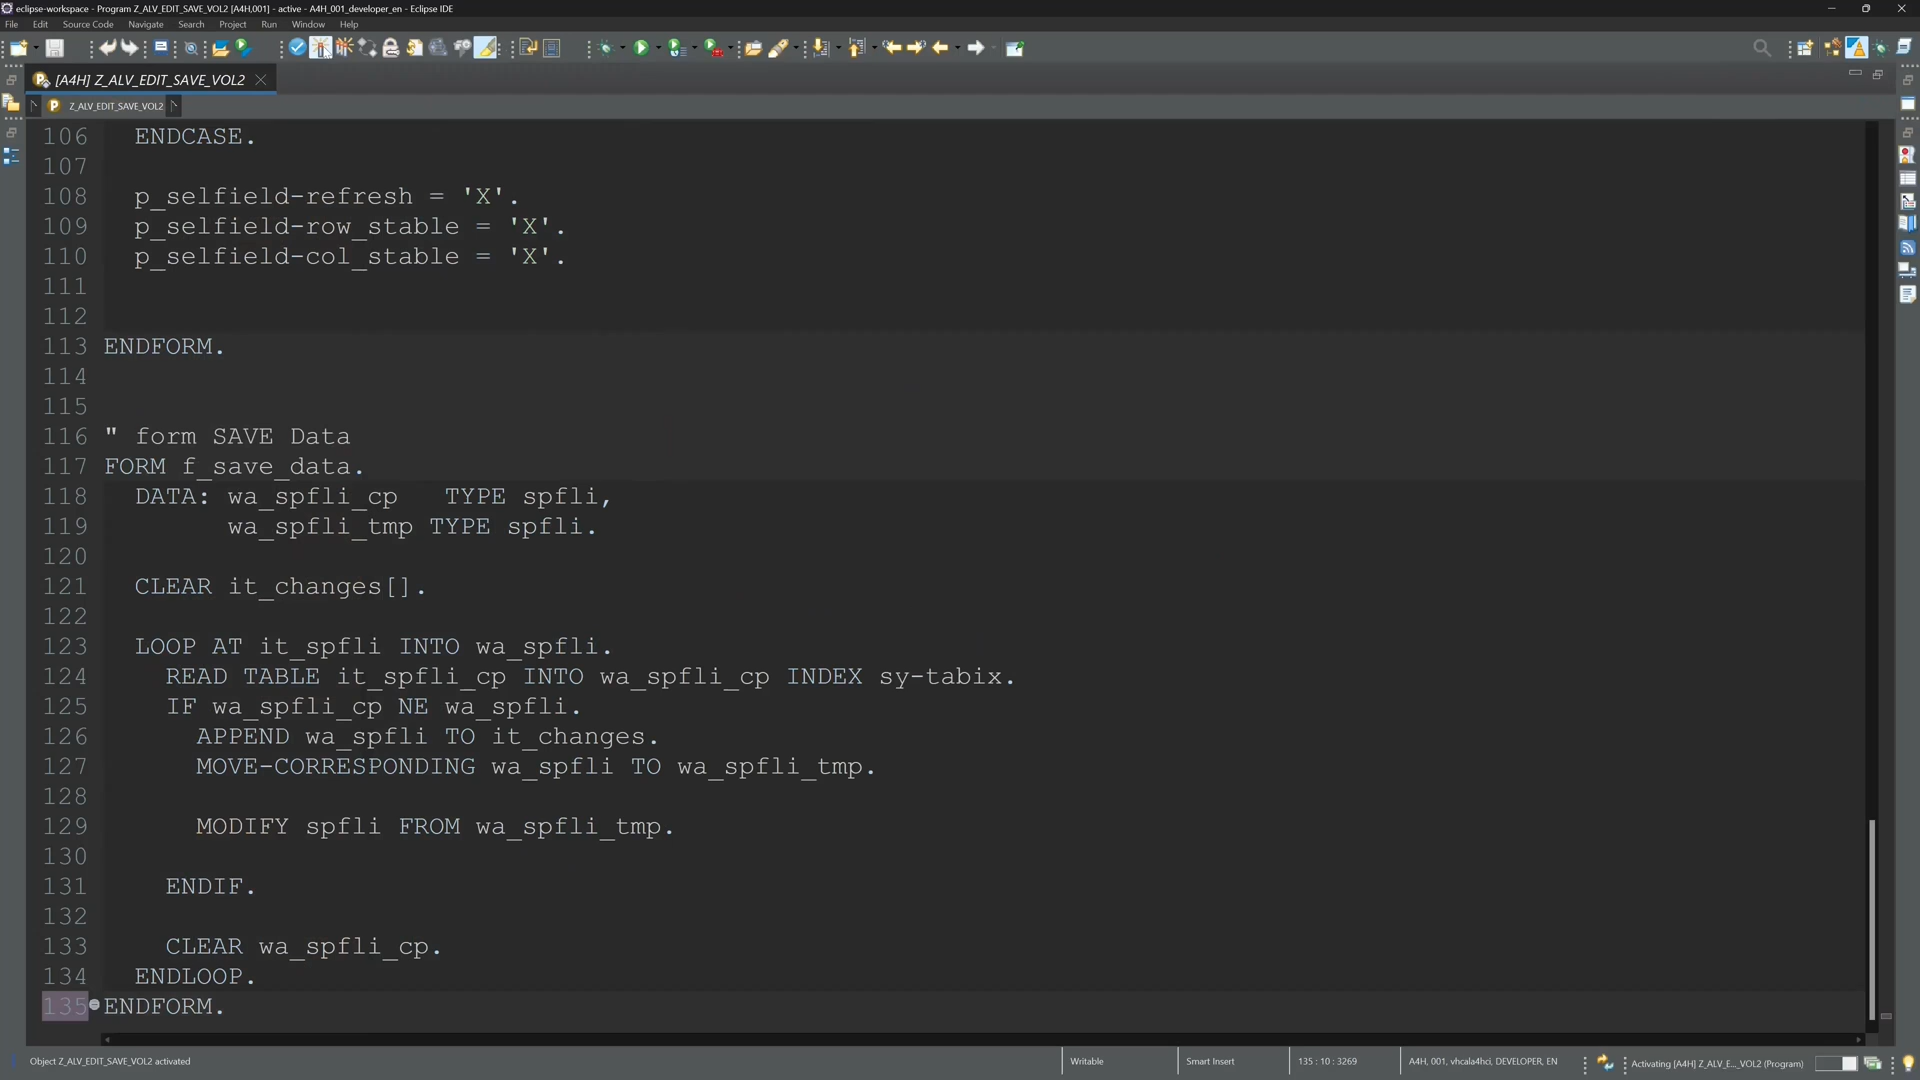 eclipse-workspace - Program Z_ALV_EDIT_SAVE_VOL2 [A4H,001] - active - A4H_001_developer_en - Eclipse IDE
File Edit Source Code Navigate Search Project Run Window Help
[A4H] Z_ALV_EDIT_SAVE_VOL2
Z_ALV_EDIT_SAVE_VOL2
106 ENDCASE.
107
108 p_selfield-refresh = 'X'.
109 p_selfield-row_stable = 'X'.
110 p_selfield-col_stable = 'X'.
111
112
113 ENDFORM.
114
115
116 " form SAVE Data
117 FORM f_save_data.
118 DATA: wa_spfli_cp TYPE spfli,
119 wa_spfli_tmp TYPE spfli.
120
121 CLEAR it_changes[].
122
123 LOOP AT it_spfli INTO wa_spfli.
124 READ TABLE it_spfli_cp INTO wa_spfli_cp INDEX sy-tabix.
125 IF wa_spfli_cp NE wa_spfli.
126 APPEND wa_spfli TO it_changes.
127 MOVE-CORRESPONDING wa_spfli TO wa_spfli_tmp.
128
129 MODIFY spfli FROM wa_spfli_tmp.
130
131 ENDIF.
132
133 CLEAR wa_spfli_cp.
134 ENDLOOP.
135 ENDFORM.
Object Z_ALV_EDIT_SAVE_VOL2 activated Writable Smart Insert 135 : 10 : 3269 A4H, 001, vhcala4hci, DEVELOPER, EN Activating [A4H] Z_ALV_E..._VOL2 (Program)